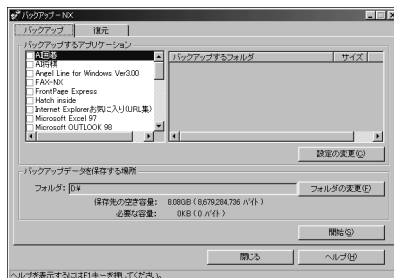 バックアップ-NX
バックアップ 復元
バックアップするアプリケーション
AI囲碁
AI将棋
Angel Line for Windows Ver3.00
FAX-NX
FrontPage Express
Hatch inside
Internet Explorerお気に入り(URL集)
Microsoft Excel 97
Microsoft OUTLOOK 98
バックアップするフォルダ サイズ
設定の変更(C)
バックアップデータを保存する場所
フォルダ: D:¥ フォルダの変更(F)
保存先の空き容量: 8.08GB ( 8,679,284,736 バイト )
必要な容量: 0KB ( 0 バイト )
開始(S)
閉じる ヘルプ(H)
ヘルプを表示するにはF1キーを押してください。